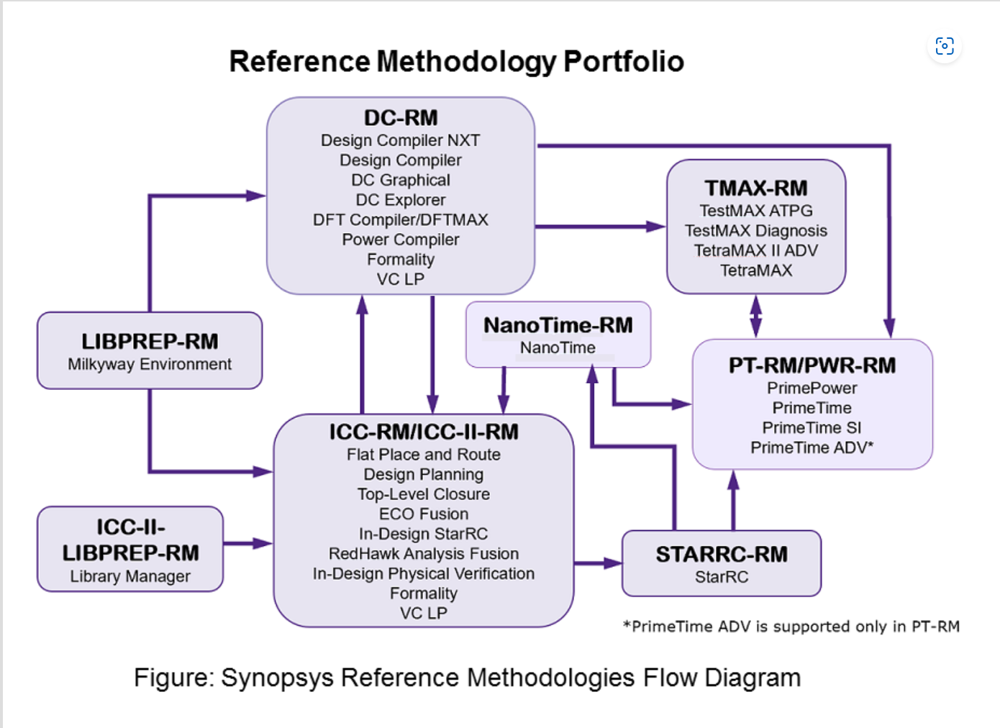 Reference Methodology Portfolio
DC-RM
Design Compiler NXT
Design Compiler
DC Graphical
DC Explorer
DFT Compiler/DFTMAX
Power Compiler
Formality
VC LP
TMAX-RM
TestMAX ATPG
TestMAX Diagnosis
TetraMAX II ADV
TetraMAX
LIBPREP-RM
Milkyway Environment
NanoTime-RM
NanoTime
PT-RM/PWR-RM
PrimePower
PrimeTime
PrimeTime SI
PrimeTime ADV*
ICC-RM/ICC-II-RM
Flat Place and Route
Design Planning
Top-Level Closure
ECO Fusion
In-Design StarRC
RedHawk Analysis Fusion
In-Design Physical Verification
Formality
VC LP
ICC-II-
LIBPREP-RM
Library Manager
STARRC-RM
StarRC
*PrimeTime ADV is supported only in PT-RM
Figure: Synopsys Reference Methodologies Flow Diagram